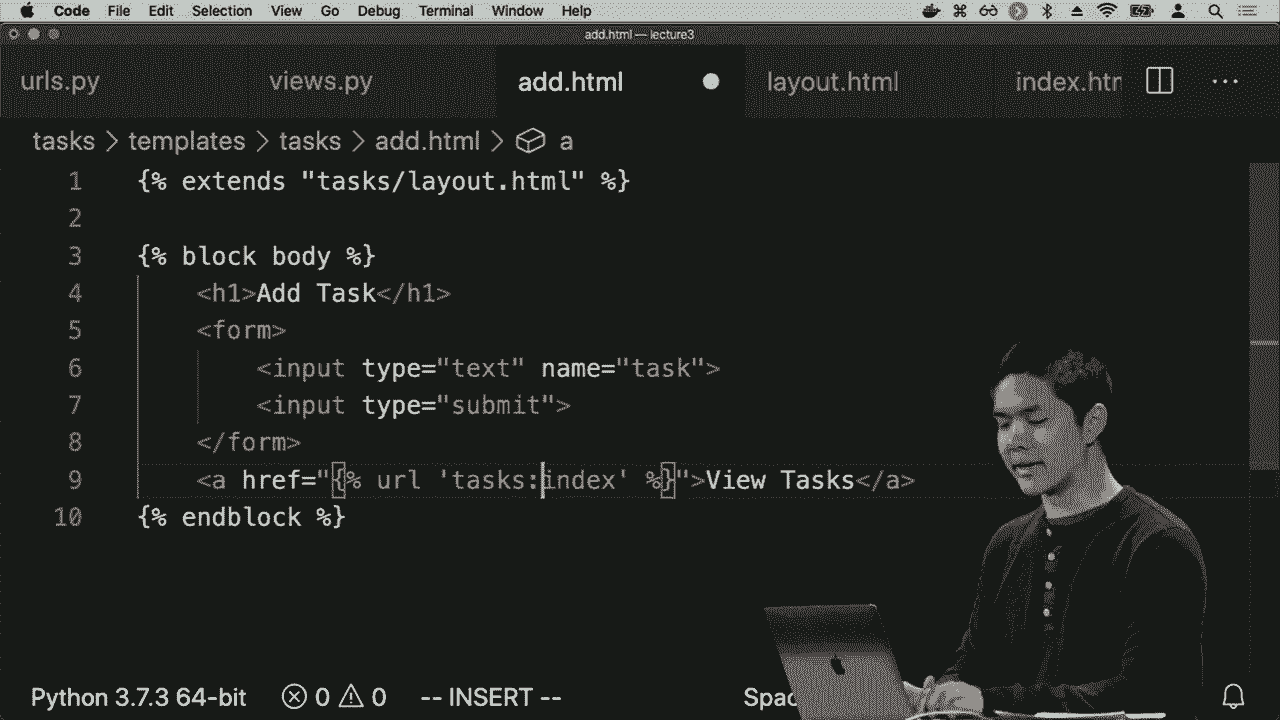 Code File Edit Selection View Go Debug Terminal Window Help
add.html — lecture3
urls.py views.py add.html layout.html index.htm
tasks > templates > tasks > add.html > a
1 {% extends "tasks/layout.html" %}
2
3 {% block body %}
4 <h1>Add Task</h1>
5 <form>
6 <input type="text" name="task">
7 <input type="submit">
8 </form>
9 <a href="{% url 'tasks:index' %}">View Tasks</a>
10 {% endblock %}
Python 3.7.3 64-bit 0 0 -- INSERT -- Spac